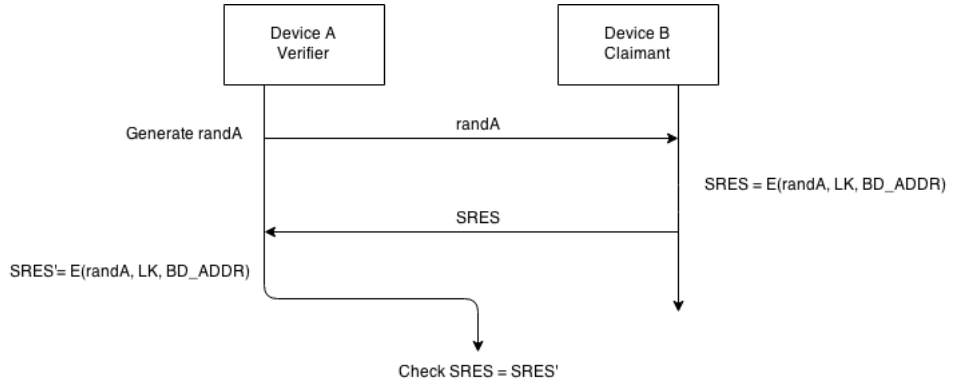 Device A
Verifier
Device B
Claimant
Generate randA
randA
SRES = E(randA, LK, BD_ADDR)
SRES
SRES'= E(randA, LK, BD_ADDR)
Check SRES = SRES'